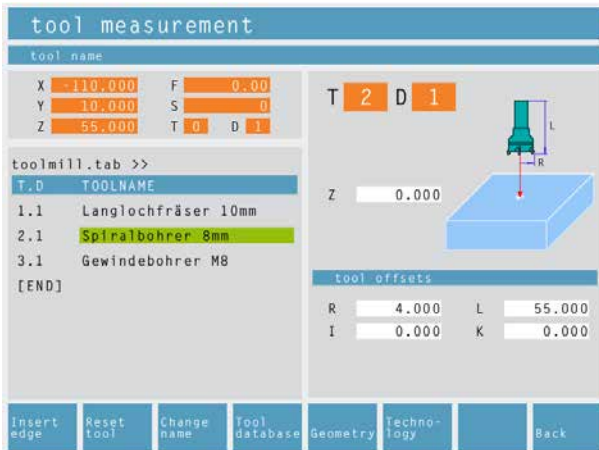 tool measurement
tool name
X -110.000 F 0.00
Y 10.000 S 0
Z 55.000 T 0 D 1
toolmill.tab >>
T.D TOOLNAME
1.1 Langlochfräser 10mm
2.1 Spiralbohrer 8mm
3.1 Gewindebohrer M8
[END]
T 2 D 1
L
R
Z 0.000
tool offsets
R 4.000 L 55.000
I 0.000 K 0.000
Insert edge
Reset tool
Change name
Tool database
Geometry
Techno-
logy
Back